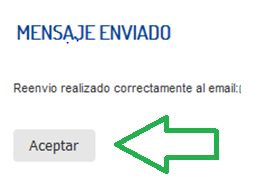 MENSAJE ENVIADO
Reenvio realizado correctamente al email:(
Aceptar